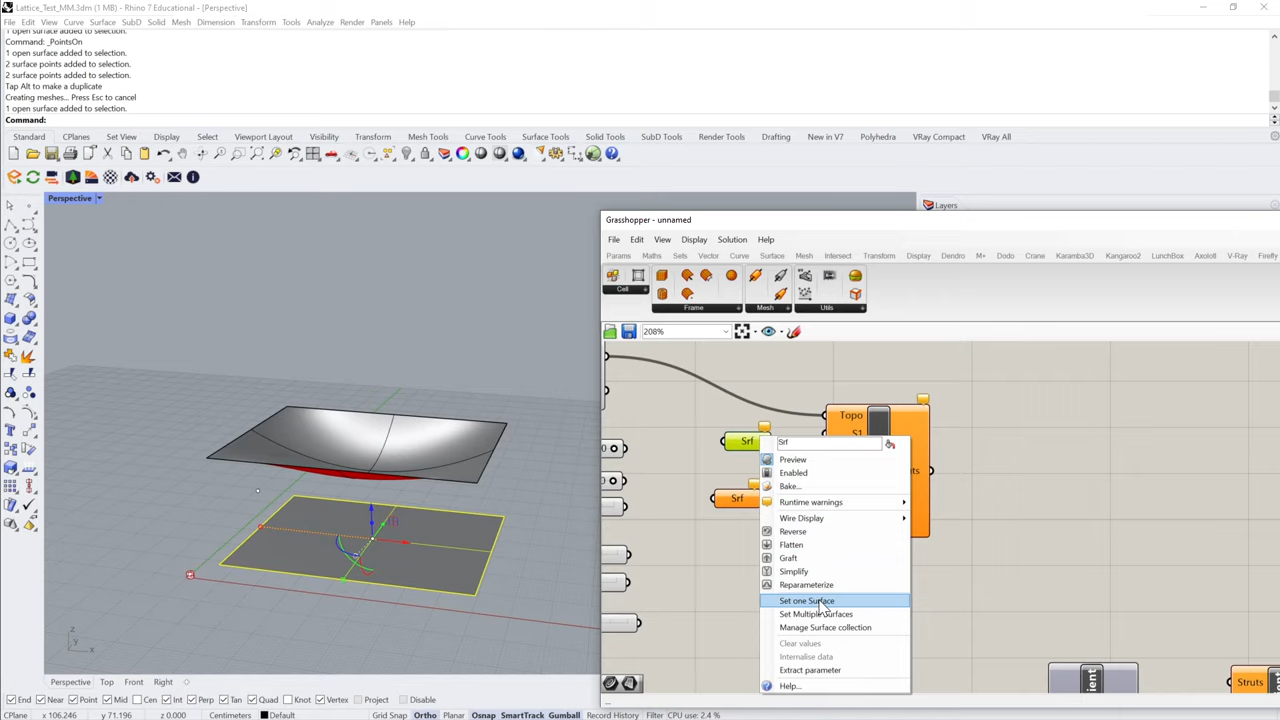 Lattice_Test_MM.3dm (1 MB) - Rhino 7 Educational - [Perspective]
File Edit View Curve Surface SubD Solid Mesh Dimension Transform Tools Analyze Render Panels Help
1 open surface added to selection.
Command: _PointsOn
1 open surface added to selection.
2 surface points added to selection.
2 surface points added to selection.
Tap Alt to make a duplicate
Creating meshes... Press Esc to cancel
1 open surface added to selection.
Command:
Standard CPlanes Set View Display Select Viewport Layout Visibility Transform Mesh Tools Curve Tools Surface Tools Solid Tools SubD Tools Render Tools Drafting New in V7 Polyhedra VRay Compact VRay All
Perspective
Layers
Grasshopper - unnamed
File Edit View Display Solution Help
Params Maths Sets Vector Curve Surface Mesh Intersect Transform Display Dendro M+ Dodo Crane Karamba3D Kangaroo2 LunchBox Axolotl V-Ray Firefly
Cell Frame Mesh Utils
208%
Topo
S1
Srf
Srf
Srf
Preview
Enabled
Bake...
Runtime warnings
Wire Display
Reverse
Flatten
Graft
Simplify
Reparameterize
Set one Surface
Set Multiple Surfaces
Manage Surface collection
Clear values
Internalise data
Extract parameter
Help...
Struts
z
y
x
Perspective Top Front Right
End Near Point Mid Cen Int Perp Tan Quad Knot Vertex Project Disable
CPlane x 106.246 y 71.196 z 0.000 Centimeters Default Grid Snap Ortho Planar Osnap SmartTrack Gumball Record History Filter CPU use: 2.4 %